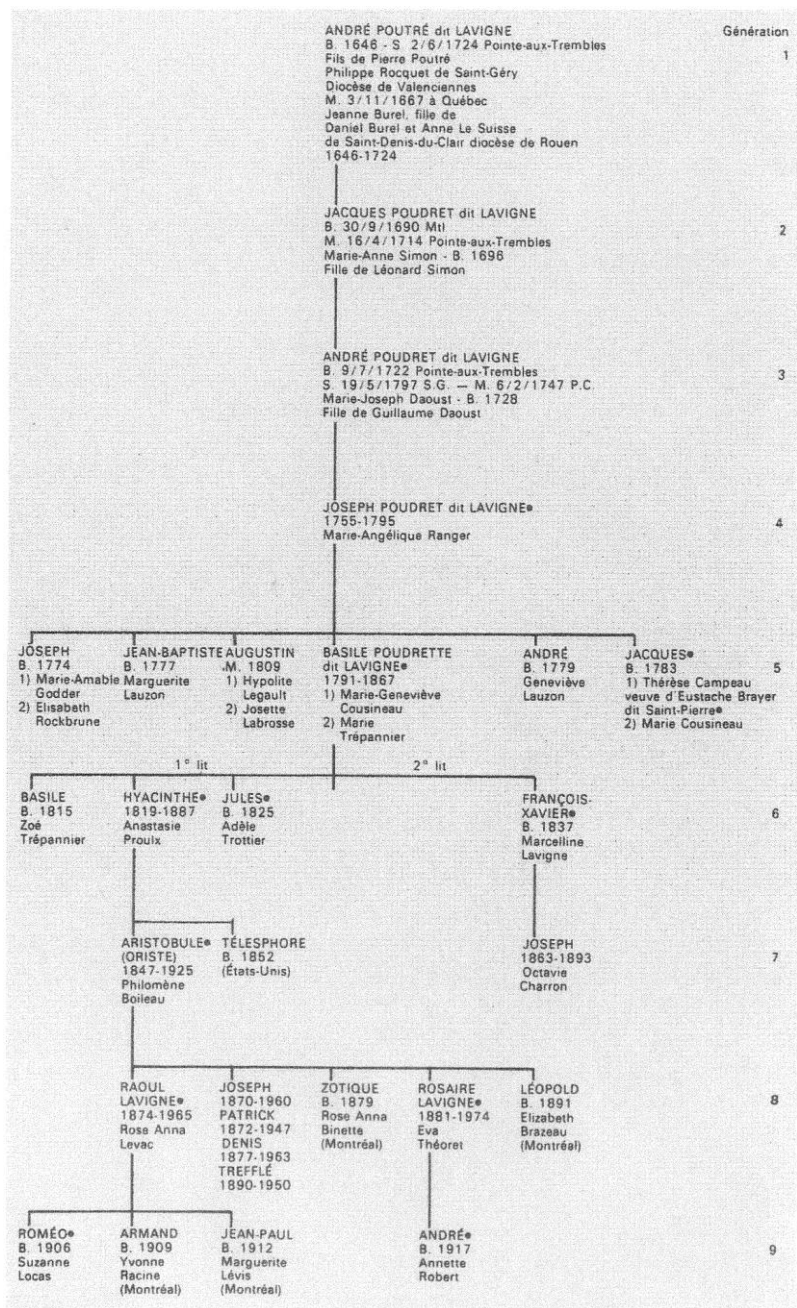 ANDRÉ POUTRÉ dit LAVIGNE
B. 1646 - S. 2/6/1724 Pointe-aux-Trembles
Fils de Pierre Poutré
Philippe Rocquet de Saint-Géry
Diocèse de Valenciennes
M. 3/11/1667 à Québec
Jeanne Burel, fille de
Daniel Burel et Anne Le Suisse
de Saint-Denis-du-Clair diocèse de Rouen
1646-1724
Génération
1
JACQUES POUDRET dit LAVIGNE
B. 30/9/1690 Mtl
M. 16/4/1714 Pointe-aux-Trembles
Marie-Anne Simon - B. 1696
Fille de Léonard Simon
2
ANDRÉ POUDRET dit LAVIGNE
B. 9/7/1722 Pointe-aux-Trembles
S. 19/5/1797 S.G. — M. 6/2/1747 P.C.
Marie-Joseph Daoust - B. 1728
Fille de Guillaume Daoust
3
JOSEPH POUDRET dit LAVIGNE●
1755-1795
Marie-Angélique Ranger
4
JOSEPH
B. 1774
1) Marie-Amable
Godder
2) Elisabeth
Rockbrune
JEAN-BAPTISTE
B. 1777
Marguerite
Lauzon
AUGUSTIN
M. 1809
1) Hypolite
Legault
2) Josette
Labrosse
BASILE POUDRETTE
dit LAVIGNE●
1791-1867
1) Marie-Geneviève
Cousineau
2) Marie
Trépannier
ANDRÉ
B. 1779
Geneviève
Lauzon
JACQUES●
B. 1783
1) Thérèse Campeau
veuve d'Eustache Brayer
dit Saint-Pierre●
2) Marie Cousineau
5
1° lit
2° lit
BASILE
B. 1815
Zoé
Trépannier
HYACINTHE●
1819-1887
Anastasie
Proulx
JULES●
B. 1825
Adèle
Trottier
FRANÇOIS-
XAVIER●
B. 1837
Marcelline
Lavigne
6
ARISTOBULE●
(ORISTE)
1847-1925
Philomène
Boileau
TÉLESPHORE
B. 1852
(États-Unis)
JOSEPH
1863-1893
Octavie
Charron
7
RAOUL
LAVIGNE●
1874-1965
Rose Anna
Levac
JOSEPH
1870-1960
PATRICK
1872-1947
DENIS
1877-1963
TREFFLÉ
1890-1950
ZOTIQUE
B. 1879
Rose Anna
Binette
(Montréal)
ROSAIRE
LAVIGNE●
1881-1974
Eva
Théoret
LÉOPOLD
B. 1891
Elizabeth
Brazeau
(Montréal)
8
ROMÉO●
B. 1906
Suzanne
Locas
ARMAND
B. 1909
Yvonne
Racine
(Montréal)
JEAN-PAUL
B. 1912
Marguerite
Lévis
(Montréal)
ANDRÉ●
B. 1917
Annette
Robert
9